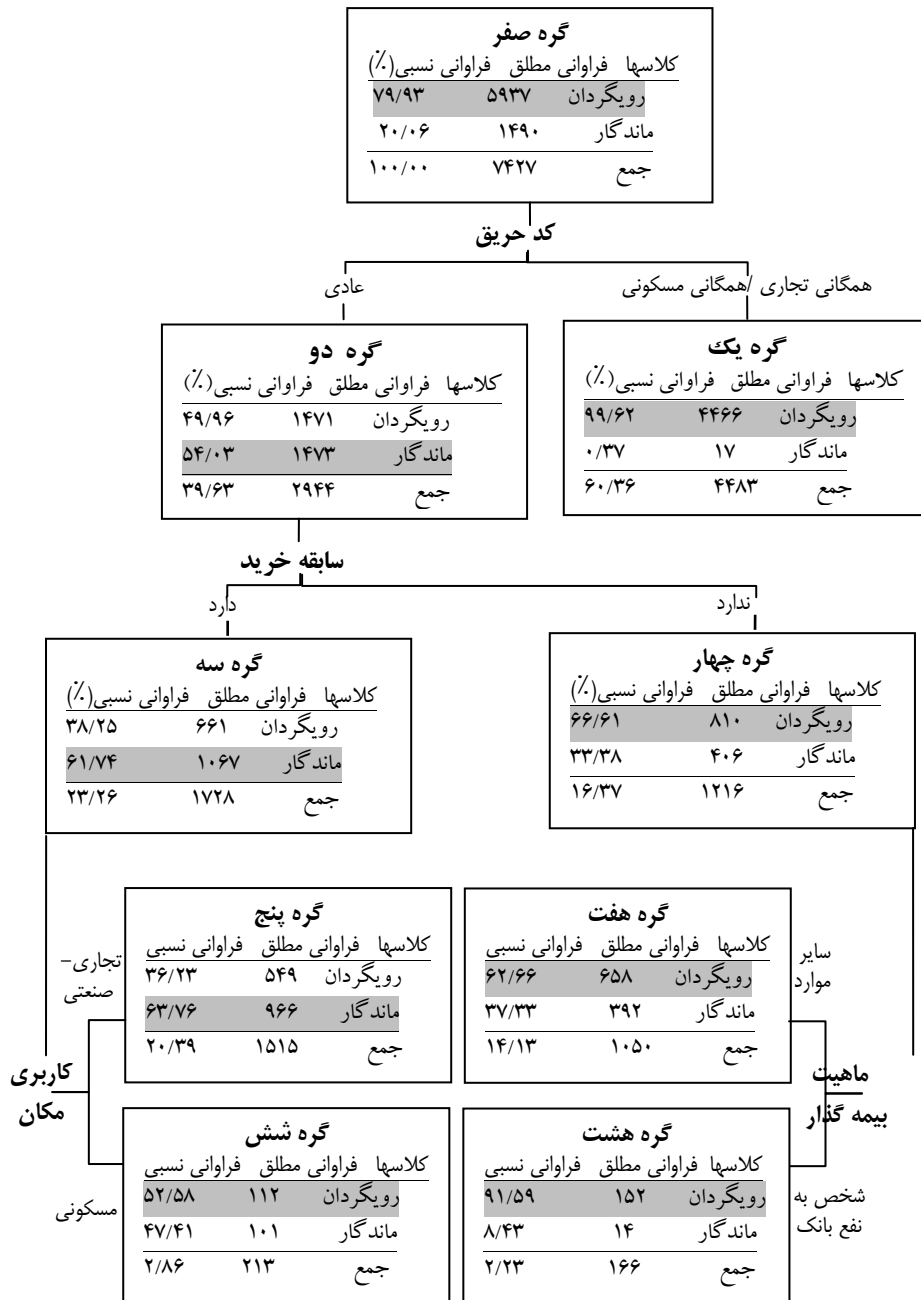 گره صفر
کلاسها فراوانی مطلق فراوانی نسبی(٪)
رویگردان ۵۹۳۷ ۷۹/۹۳
ماندگار ۱۴۹۰ ۲۰/۰۶
جمع ۷۴۲۷ ۱۰۰/۰۰
کد حریق
همگانی تجاری /همگانی مسکونی
عادی
گره یک
کلاسها فراوانی مطلق فراوانی نسبی(٪)
رویگردان ۴۴۶۶ ۹۹/۶۲
ماندگار ۱۷ ۰/۳۷
جمع ۴۴۸۳ ۶۰/۳۶
گره دو
کلاسها فراوانی مطلق فراوانی نسبی(٪)
رویگردان ۱۴۷۱ ۴۹/۹۶
ماندگار ۱۴۷۳ ۵۴/۰۳
جمع ۲۹۴۴ ۳۹/۶۳
سابقه خرید
ندارد
دارد
گره چهار
کلاسها فراوانی مطلق فراوانی نسبی(٪)
رویگردان ۸۱۰ ۶۶/۶۱
ماندگار ۴۰۶ ۳۳/۳۸
جمع ۱۲۱۶ ۱۶/۳۷
گره سه
کلاسها فراوانی مطلق فراوانی نسبی(٪)
رویگردان ۶۶۱ ۳۸/۲۵
ماندگار ۱۰۶۷ ۶۱/۷۴
جمع ۱۷۲۸ ۲۳/۲۶
سایر
موارد
گره هفت
کلاسها فراوانی مطلق فراوانی نسبی
رویگردان ۶۵۸ ۶۲/۶۶
ماندگار ۳۹۲ ۳۷/۳۳
جمع ۱۰۵۰ ۱۴/۱۳
گره پنج
کلاسها فراوانی مطلق فراوانی نسبی
رویگردان ۵۴۹ ۳۶/۲۳
ماندگار ۹۶۶ ۶۳/۷۶
جمع ۱۵۱۵ ۲۰/۳۹
تجاری-
صنعتی
ماهیت
بیمه گذار
کاربری
مکان
گره هشت
کلاسها فراوانی مطلق فراوانی نسبی
رویگردان ۱۵۲ ۹۱/۵۹
ماندگار ۱۴ ۸/۴۳
جمع ۱۶۶ ۲/۲۳
شخص به
نفع بانک
گره شش
کلاسها فراوانی مطلق فراوانی نسبی
رویگردان ۱۱۲ ۵۲/۵۸
ماندگار ۱۰۱ ۴۷/۴۱
جمع ۲۱۳ ۲/۸۶
مسکونی